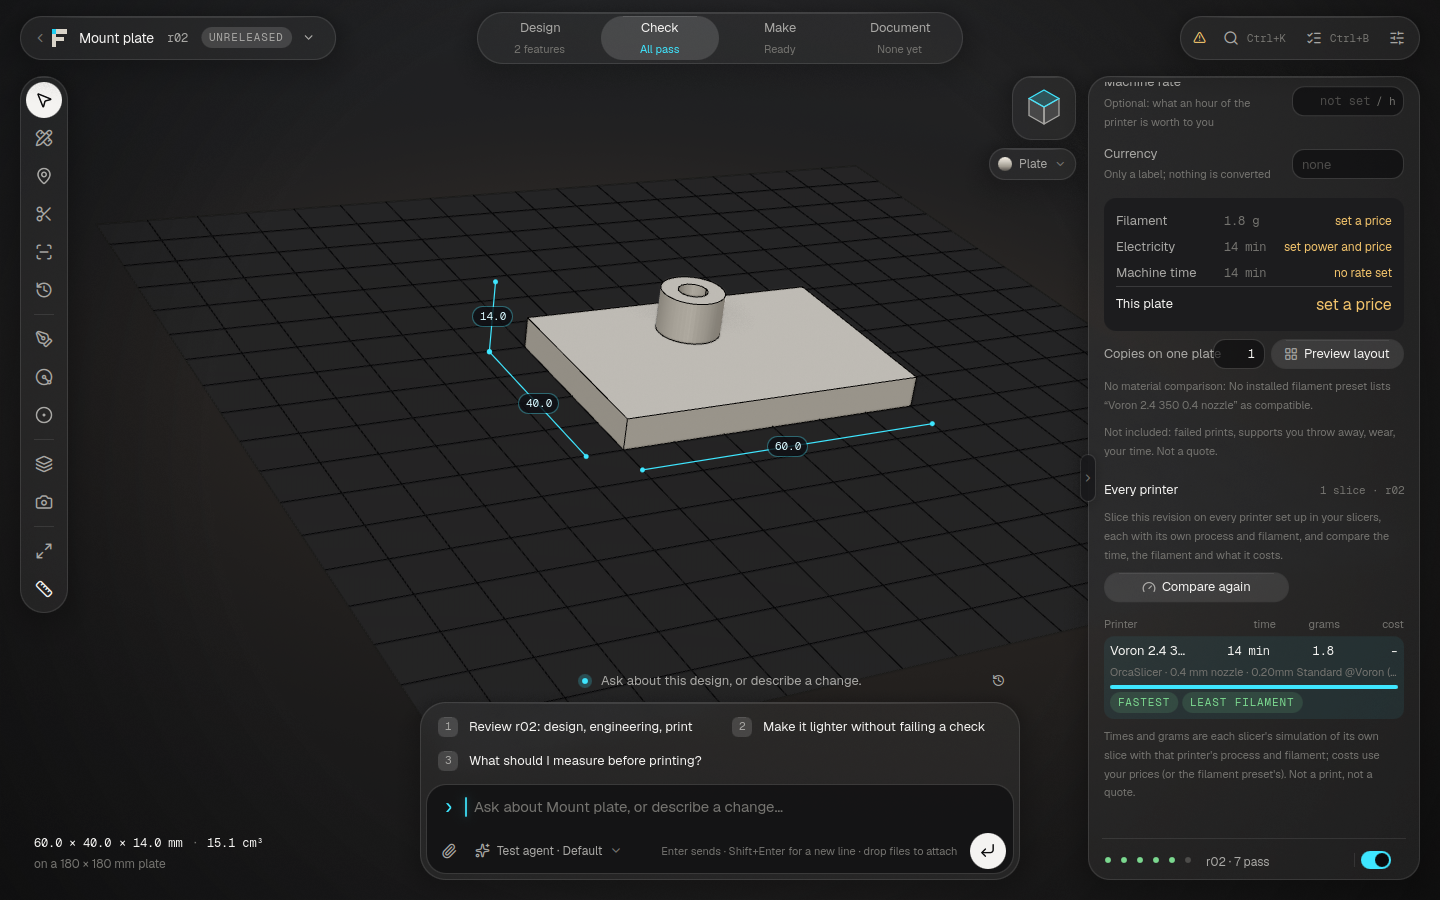 Mount plate r02 UNRELEASED
Design
2 features
Check
All pass
Make
Ready
Document
None yet
Ctrl+K
Ctrl+B
Plate
14.0
40.0
60.0
Machine rate
Optional: what an hour of the
printer is worth to you
not set / h
Currency
Only a label; nothing is converted
none
Filament 1.8 g set a price
Electricity 14 min set power and price
Machine time 14 min no rate set
This plate set a price
Copies on one plate 1 Preview layout
No material comparison: No installed filament preset lists
“Voron 2.4 350 0.4 nozzle” as compatible.
Not included: failed prints, supports you throw away, wear,
your time. Not a quote.
Every printer 1 slice · r02
Slice this revision on every printer set up in your slicers,
each with its own process and filament, and compare the
time, the filament and what it costs.
Compare again
Printer time grams cost
Voron 2.4 3... 14 min 1.8 –
OrcaSlicer · 0.4 mm nozzle · 0.20mm Standard @Voron (...
FASTEST LEAST FILAMENT
Times and grams are each slicer's simulation of its own
slice with that printer's process and filament; costs use
your prices (or the filament preset's). Not a print, not a
quote.
r02 · 7 pass
Ask about this design, or describe a change.
1 Review r02: design, engineering, print
2 Make it lighter without failing a check
3 What should I measure before printing?
Ask about Mount plate, or describe a change...
Test agent · Default
Enter sends · Shift+Enter for a new line · drop files to attach
60.0 × 40.0 × 14.0 mm · 15.1 cm³
on a 180 × 180 mm plate